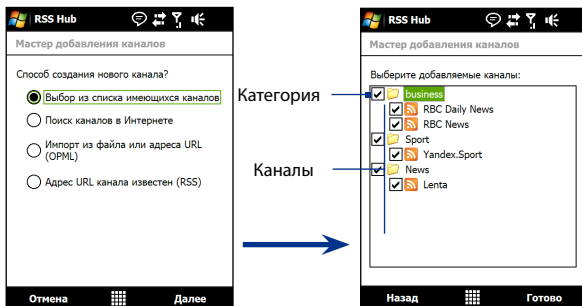 RSS Hub
Мастер добавления каналов
Способ создания нового канала?
Выбор из списка имеющихся каналов
Поиск каналов в Интернете
Импорт из файла или адреса URL
(OPML)
Адрес URL канала известен (RSS)
Отмена
Далее
Категория
Каналы
RSS Hub
Мастер добавления каналов
Выберите добавляемые каналы:
business
RBC Daily News
RBC News
Sport
Yandex.Sport
News
Lenta
Назад
Готово